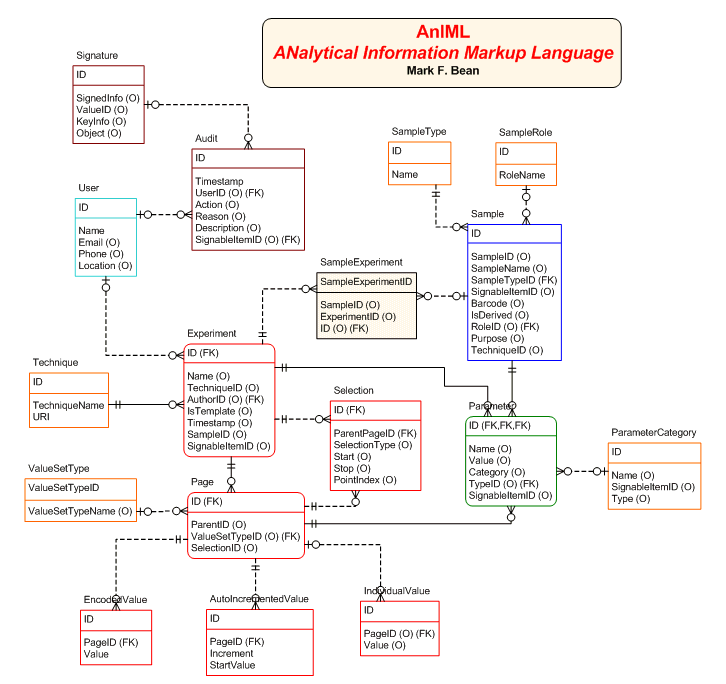 AnIML
ANalytical Information Markup Language
Mark F. Bean
Signature
ID
SignedInfo (O)
ValueID (O)
KeyInfo (O)
Object (O)
Audit
ID
Timestamp
UserID (O) (FK)
Action (O)
Reason (O)
Description (O)
SignableItemID (O) (FK)
SampleType
ID
Name
SampleRole
ID
RoleName
User
ID
Name
Email (O)
Phone (O)
Location (O)
Sample
ID
SampleID (O)
SampleName (O)
SampleTypeID (FK)
SignableItemID (O)
Barcode (O)
IsDerived (O)
RoleID (O) (FK)
Purpose (O)
TechniqueID (O)
SampleExperiment
SampleExperimentID
SampleID (O)
ExperimentID (O)
ID (O) (FK)
Experiment
ID (FK)
Name (O)
TechniqueID (O)
AuthorID (O) (FK)
IsTemplate (O)
Timestamp (O)
SampleID (O)
SignableItemID (O)
Technique
ID
TechniqueName
URI
Selection
ID (FK)
ParentPageID (FK)
SelectionType (O)
Start (O)
Stop (O)
PointIndex (O)
Parameter
ID (FK,FK,FK)
Name (O)
Value (O)
Category (O)
TypeID (O) (FK)
SignableItemID (O)
ParameterCategory
ID
Name (O)
SignableItemID (O)
Type (O)
ValueSetType
ValueSetTypeID
ValueSetTypeName (O)
Page
ID (FK)
ParentID (O)
ValueSetTypeID (O) (FK)
SelectionID (O)
EncodedValue
ID
PageID (FK)
Value
AutoIncrementedValue
ID
PageID (FK)
Increment
StartValue
IndividualValue
ID
PageID (O) (FK)
Value (O)